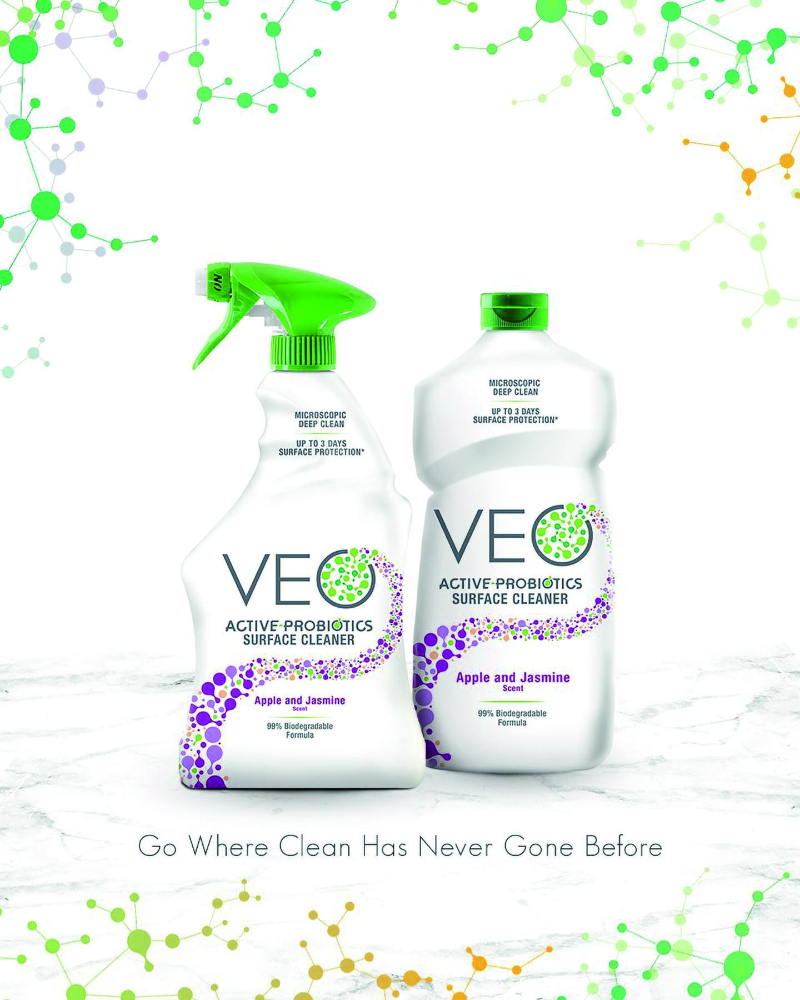 NO
MICROSCOPIC
DEEP CLEAN
UP TO 3 DAYS
SURFACE PROTECTION*
VEO
ACTIVE-PROBIOTICS
SURFACE CLEANER
Apple and Jasmine
Scent
99% Biodegradable
Formula
MICROSCOPIC
DEEP CLEAN
UP TO 3 DAYS
SURFACE PROTECTION*
VEO
ACTIVE-PROBIOTICS
SURFACE CLEANER
Apple and Jasmine
Scent
99% Biodegradable
Formula
Go Where Clean Has Never Gone Before